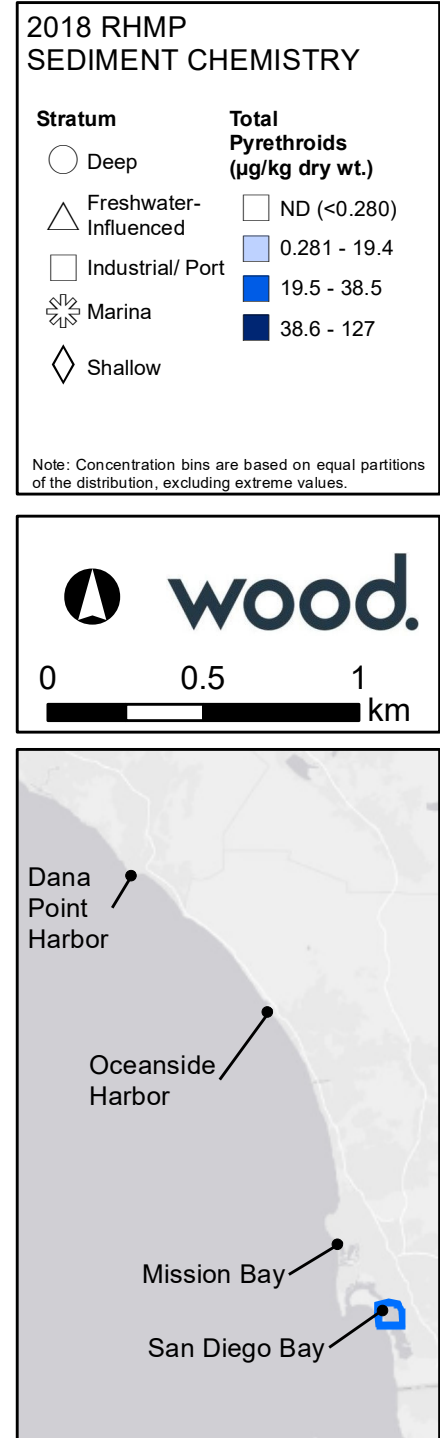 2018 RHMP
SEDIMENT CHEMISTRY
Stratum
Deep
Freshwater-
Influenced
Industrial/ Port
Marina
Shallow
Total
Pyrethroids
(µg/kg dry wt.)
ND (<0.280)
0.281 - 19.4
19.5 - 38.5
38.6 - 127
Note: Concentration bins are based on equal partitions
of the distribution, excluding extreme values.
wood.
0 0.5 1
km
Dana
Point
Harbor
Oceanside
Harbor
Mission Bay
San Diego Bay